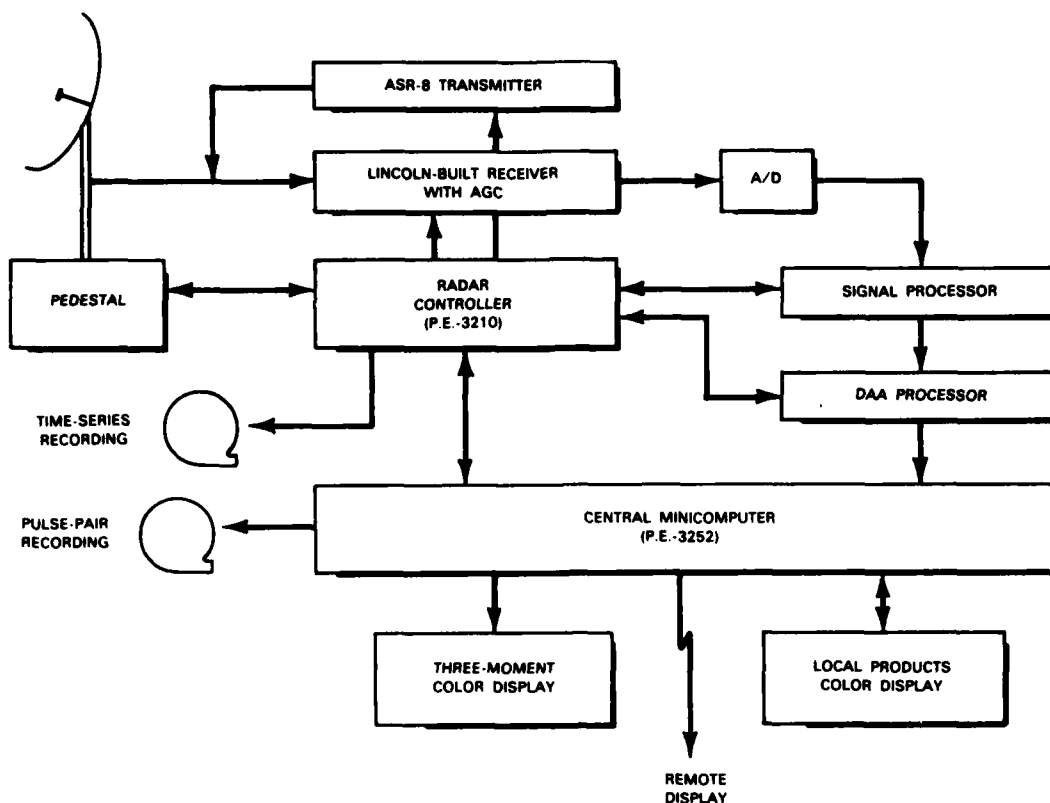 ASR-8 TRANSMITTER
LINCOLN-BUILT RECEIVER
WITH AGC
A/D
PEDESTAL
RADAR
CONTROLLER
(P.E.-3210)
SIGNAL PROCESSOR
DAA PROCESSOR
TIME-SERIES
RECORDING
PULSE-PAIR
RECORDING
CENTRAL MINICOMPUTER
(P.E.-3252)
THREE-MOMENT
COLOR DISPLAY
LOCAL PRODUCTS
COLOR DISPLAY
REMOTE
DISPLAY